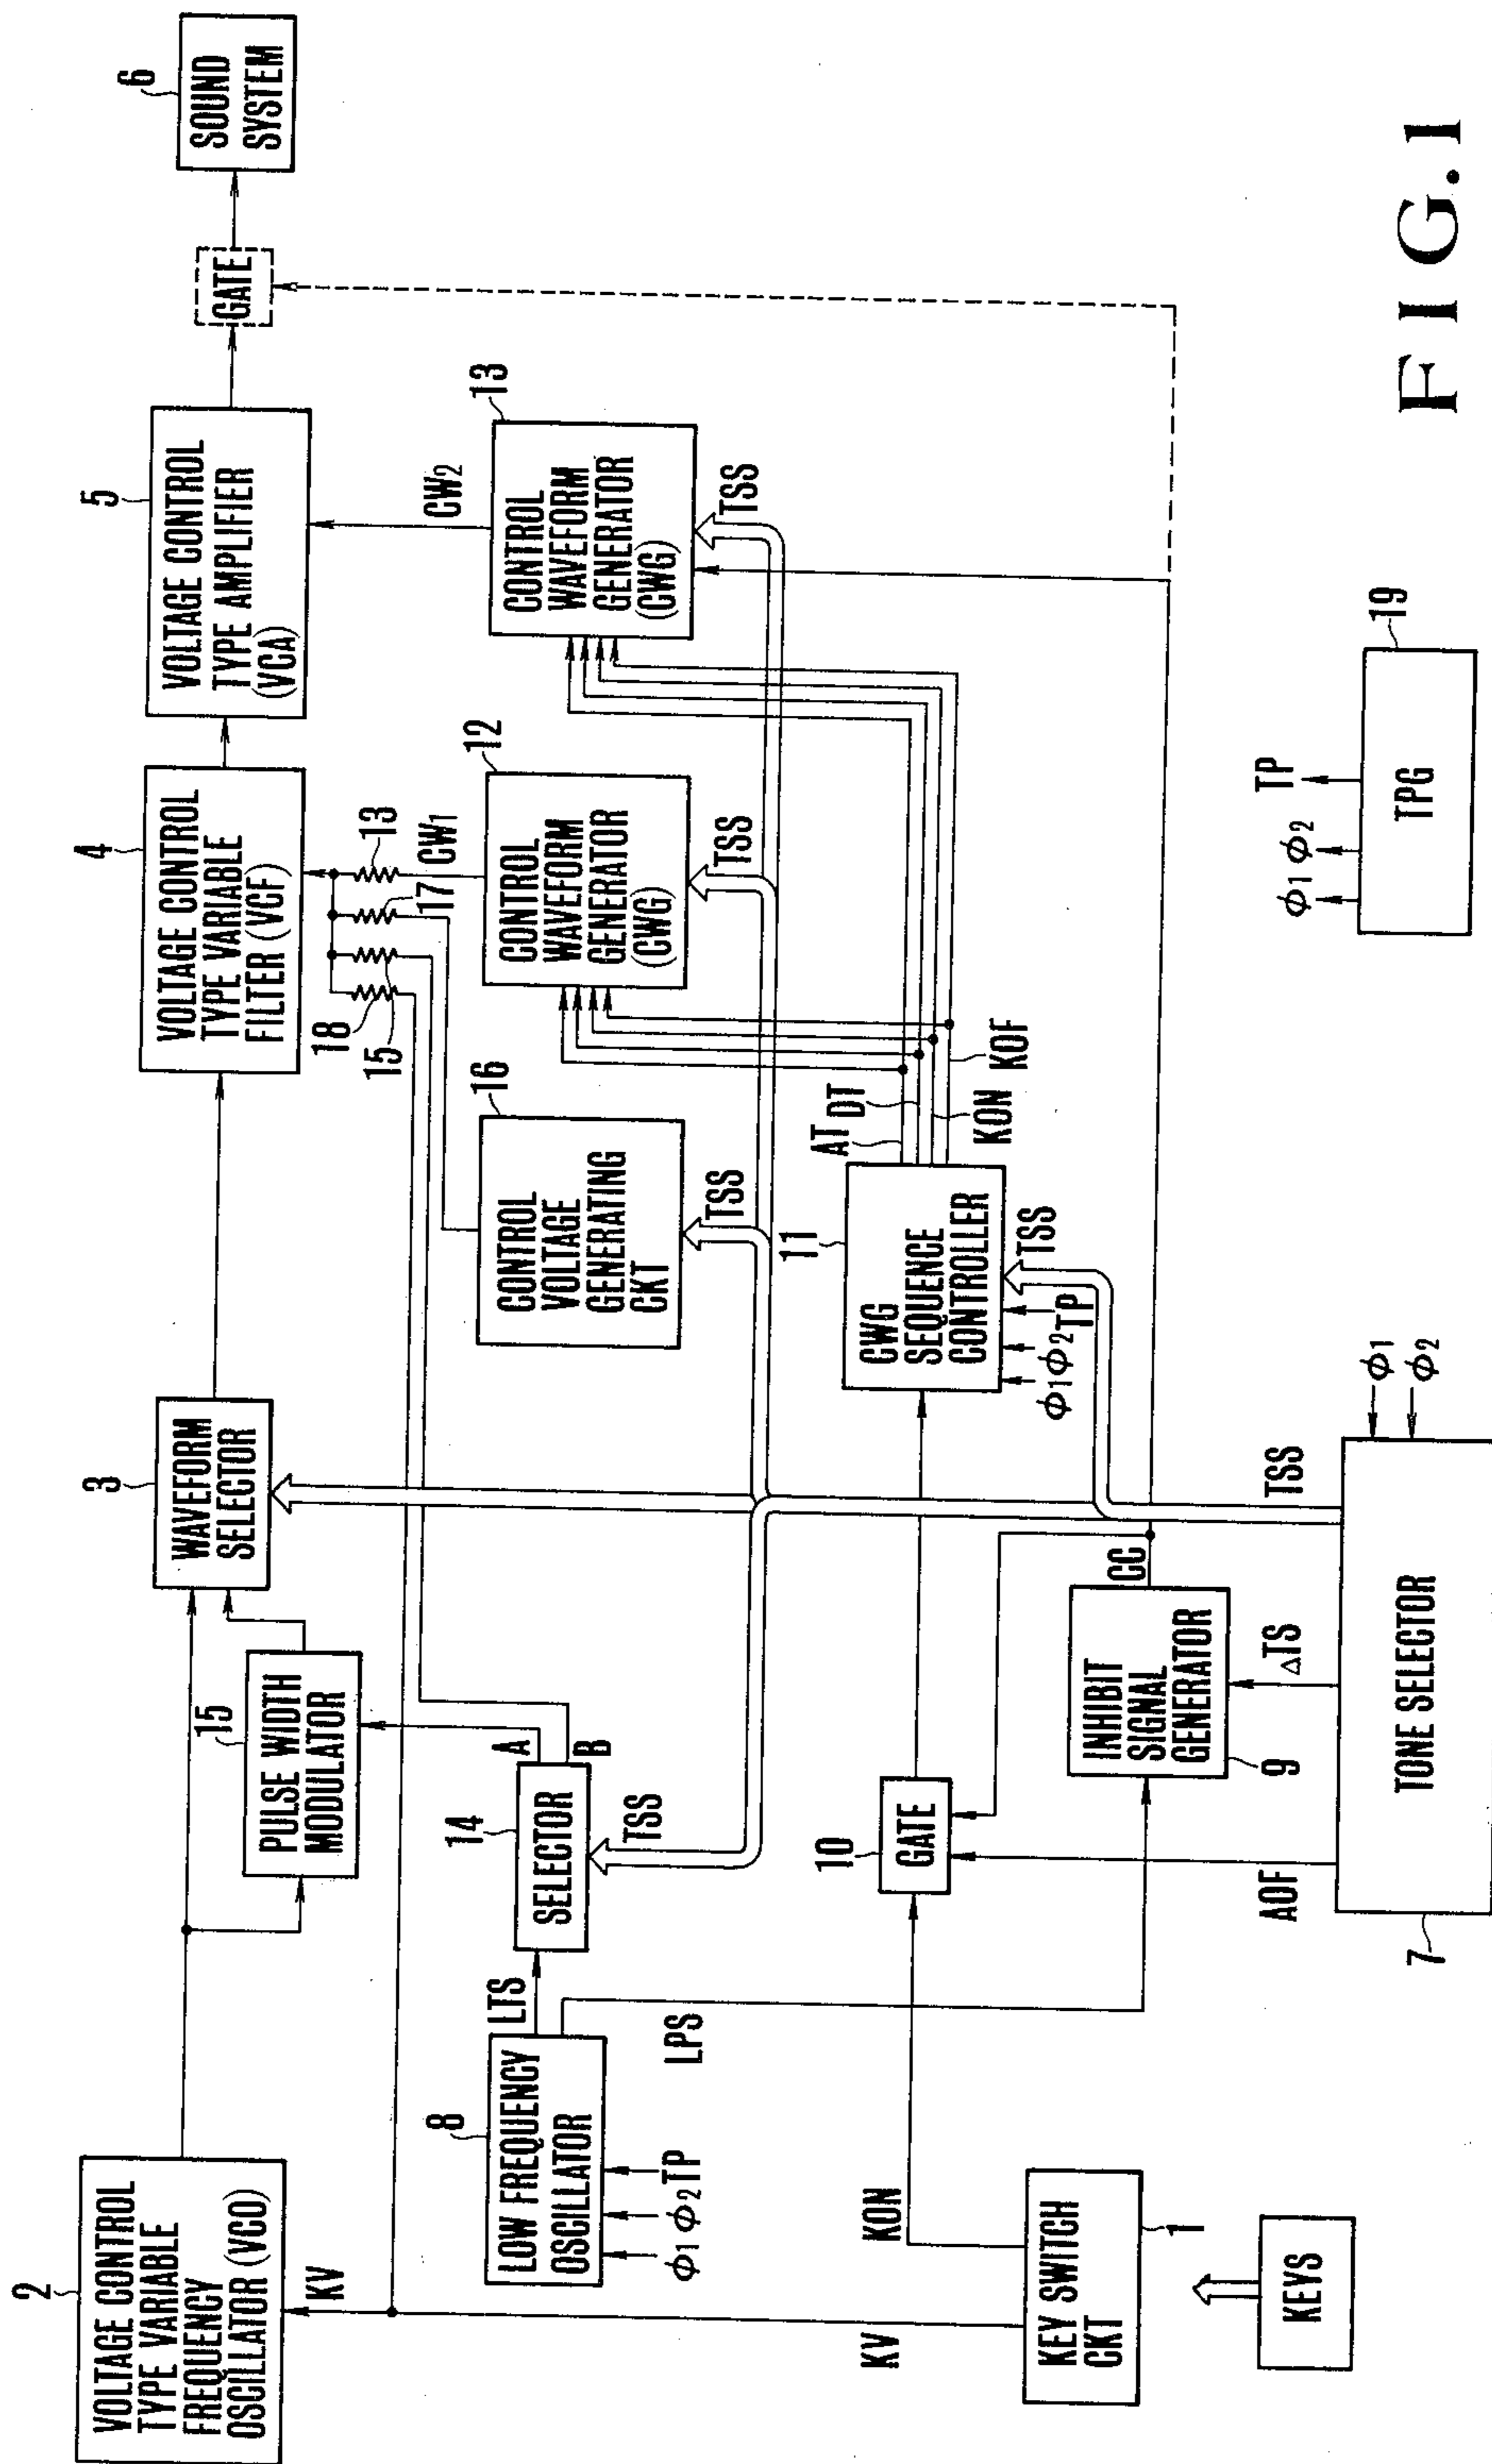 2
VOLTAGE CONTROL
TYPE VARIABLE
FREQUENCY
OSCILLATOR (VCO)
KV
15
PULSE WIDTH
MODULATOR
3
WAVEFORM
SELECTOR
4
VOLTAGE CONTROL
TYPE VARIABLE
FILTER (VCF)
5
VOLTAGE CONTROL
TYPE AMPLIFIER
(VCA)
GATE
6
SOUND
SYSTEM
18
15
17
13
CW1
CW2
8
LOW FREQUENCY
OSCILLATOR
ϕ1 ϕ2 TP
LTS
LPS
14
SELECTOR
A
B
TSS
16
CONTROL
VOLTAGE
GENERATING
CKT
TSS
12
CONTROL
WAVEFORM
GENERATOR
(CWG)
TSS
13
CONTROL
WAVEFORM
GENERATOR
(CWG)
TSS
KV
KON
KEY SWITCH
CKT
1
KEYS
10
GATE
AOF
11
CWG
SEQUENCE
CONTROLLER
ϕ1 ϕ2 TP
TSS
AT
DT
KON
KOF
INHIBIT
SIGNAL
GENERATOR
9
CC
△TS
TONE SELECTOR
7
TSS
ϕ1
ϕ2
19
TPG
ϕ1 ϕ2 TP
FIG.1